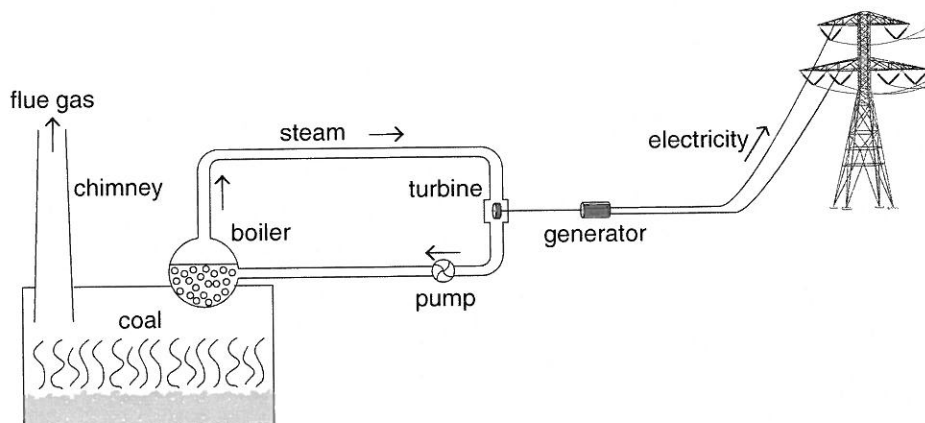 flue gas
chimney
steam
boiler
coal
turbine
pump
generator
electricity